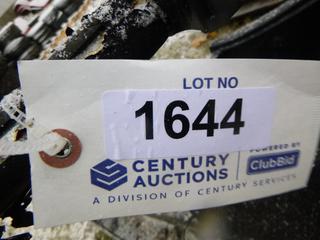 LOT NO
1644
CENTURY
AUCTIONS
POWERED BY
ClubBid
A DIVISION OF CENTURY SERVICES